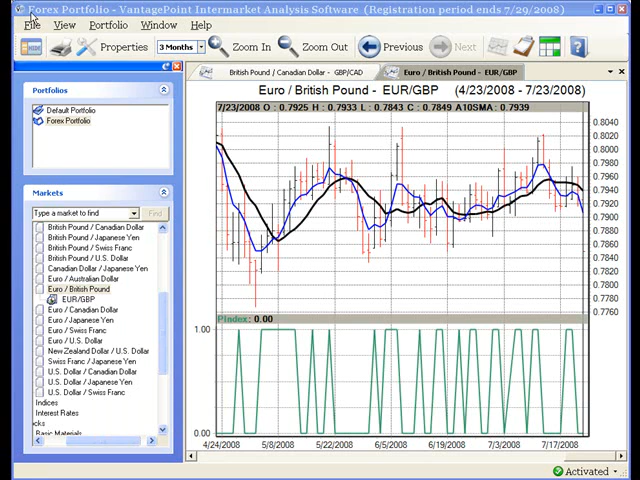 Forex Portfolio - VantagePoint Intermarket Analysis Software (Registration period ends 7/29/2008)
File View Portfolio Window Help
Properties 3 Months Zoom In Zoom Out Previous Next
British Pound / Canadian Dollar - GBP/CAD Euro / British Pound - EUR/GBP
Portfolios
Default Portfolio
Forex Portfolio
Markets
Type a market to find Find
British Pound / Canadian Dollar
British Pound / Japanese Yen
British Pound / Swiss Franc
British Pound / U.S. Dollar
Canadian Dollar / Japanese Yen
Euro / Australian Dollar
Euro / British Pound
EUR/GBP
Euro / Canadian Dollar
Euro / Japanese Yen
Euro / Swiss Franc
Euro / U.S. Dollar
New Zealand Dollar / U.S. Dollar
Swiss Franc / Japanese Yen
U.S. Dollar / Canadian Dollar
U.S. Dollar / Japanese Yen
U.S. Dollar / Swiss Franc
Indices
Interest Rates
ocks
Basic Materials
Euro / British Pound - EUR/GBP (4/23/2008 - 7/23/2008)
7/23/2008 O : 0.7925 H : 0.7933 L : 0.7843 C : 0.7849 A10SMA : 0.7939
0.8040
0.8000
0.7960
0.7940
0.7920
0.7900
0.7880
0.7840
0.7820
0.7800
0.7780
0.7760
PIndex: 0.00
1.00
0.00
4/24/2008 5/8/2008 5/22/2008 6/5/2008 6/19/2008 7/3/2008 7/17/2008
Activated